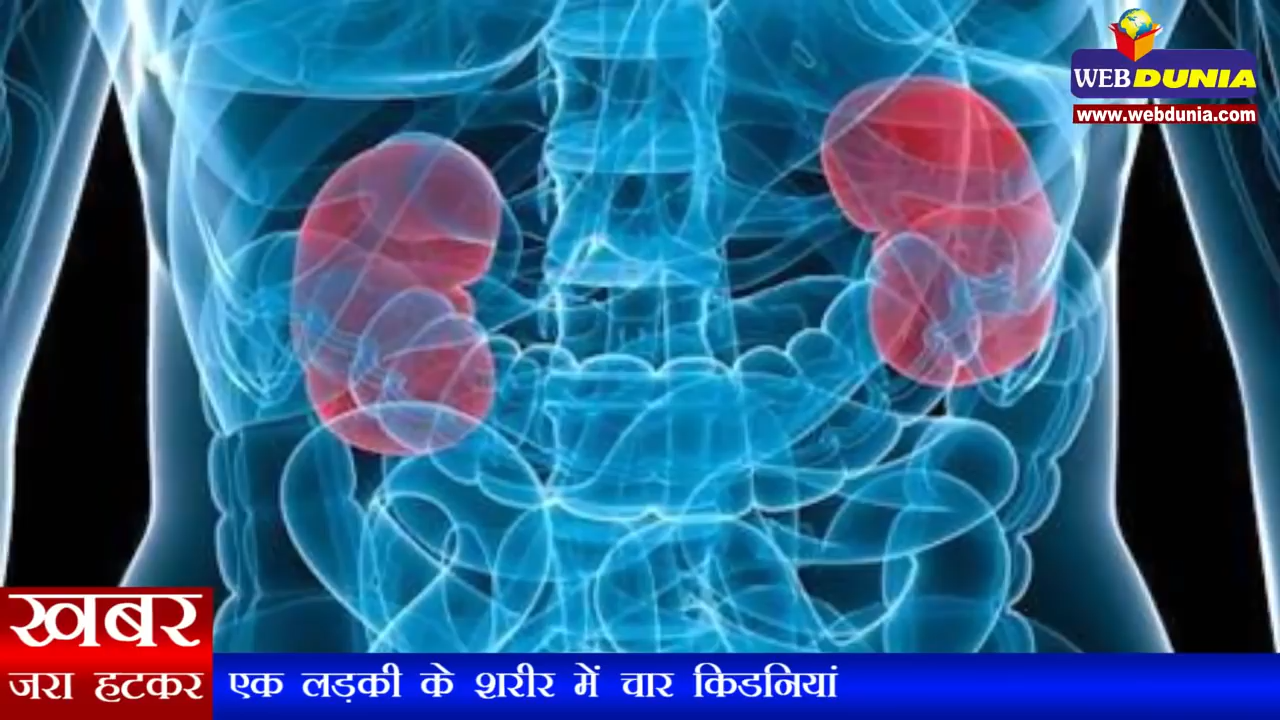 WEBDUNIA
www.webdunia.com
खबर
जरा हटकर
एक लड़की के शरीर में चार किडनियां